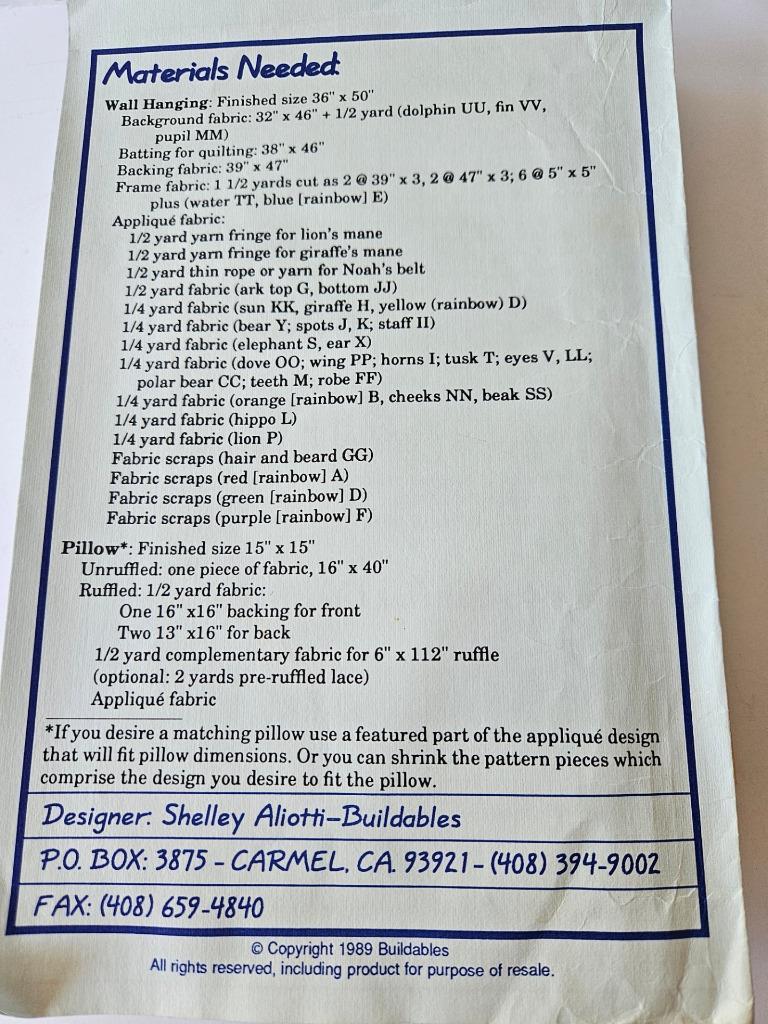 Materials Needed:
Wall Hanging: Finished size 36" x 50"
Background fabric: 32" x 46" + 1/2 yard (dolphin UU, fin VV,
pupil MM)
Batting for quilting: 38" x 46"
Backing fabric: 39" x 47"
Frame fabric: 1 1/2 yards cut as 2 @ 39" x 3, 2 @ 47" x 3; 6 @ 5" x 5"
plus (water TT, blue [rainbow] E)
Appliqué fabric:
1/2 yard yarn fringe for lion's mane
1/2 yard yarn fringe for giraffe's mane
1/2 yard thin rope or yarn for Noah's belt
1/2 yard fabric (ark top G, bottom JJ)
1/4 yard fabric (sun KK, giraffe H, yellow (rainbow) D)
1/4 yard fabric (bear Y; spots J, K; staff II)
1/4 yard fabric (elephant S, ear X)
1/4 yard fabric (dove OO; wing PP; horns I; tusk T; eyes V, LL;
polar bear CC; teeth M; robe FF)
1/4 yard fabric (orange [rainbow] B, cheeks NN, beak SS)
1/4 yard fabric (hippo L)
1/4 yard fabric (lion P)
Fabric scraps (hair and beard GG)
Fabric scraps (red [rainbow] A)
Fabric scraps (green [rainbow] D)
Fabric scraps (purple [rainbow] F)
Pillow*: Finished size 15" x 15"
Unruffled: one piece of fabric, 16" x 40"
Ruffled: 1/2 yard fabric:
One 16" x16" backing for front
Two 13" x16" for back
1/2 yard complementary fabric for 6" x 112" ruffle
(optional: 2 yards pre-ruffled lace)
Appliqué fabric
*If you desire a matching pillow use a featured part of the appliqué design
that will fit pillow dimensions. Or you can shrink the pattern pieces which
comprise the design you desire to fit the pillow.
Designer: Shelley Aliotti-Buildables
P.O. BOX: 3875 - CARMEL, CA. 93921 - (408) 394-9002
FAX: (408) 659-4840
© Copyright 1989 Buildables
All rights reserved, including product for purpose of resale.